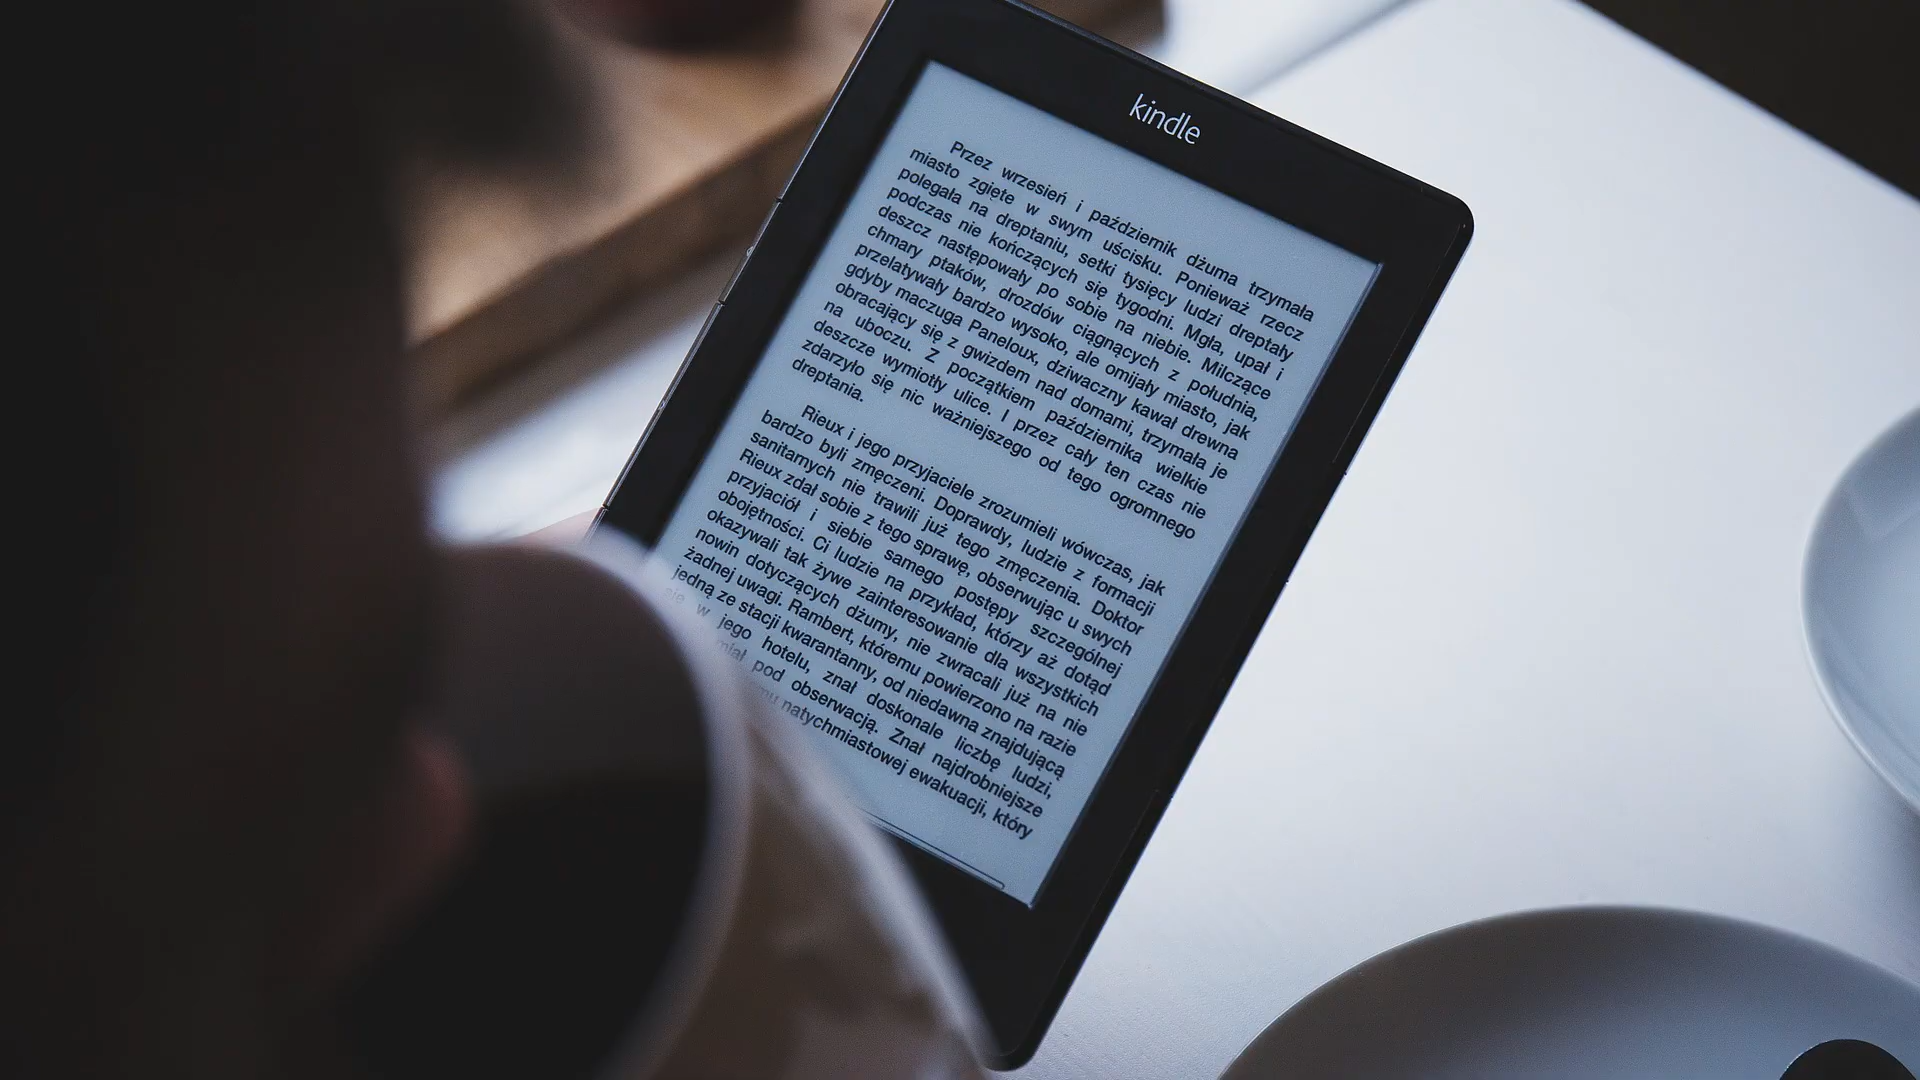 kindle
Przez wrzesień i październik dżuma trzymała
miasto zgięte w swym uścisku. Ponieważ rzecz
polegała na dreptaniu, setki tysięcy ludzi dreptały
podczas nie kończących się tygodni. Mgła, upał i
deszcz następowały po sobie na niebie. Milczące
chmary ptaków, drozdów ciągnących z południa,
przelatywały bardzo wysoko, ale omijały miasto, jak
gdyby maczuga Paneloux, dziwaczny kawał drewna
obracający się z gwizdem nad domami, trzymała je
na uboczu. Z początkiem października wielkie
deszcze wymiotły ulice. I przez cały ten czas nie
zdarzyło się nic ważniejszego od tego ogromnego
dreptania.
Rieux i jego przyjaciele zrozumieli wówczas, jak
bardzo byli zmęczeni. Doprawdy, ludzie z formacji
sanitarnych nie trawili już tego zmęczenia. Doktor
Rieux zdał sobie z tego sprawę, obserwując u swych
przyjaciół i siebie samego postępy szczególnej
obojętności. Ci ludzie na przykład, którzy aż dotąd
okazywali tak żywe zainteresowanie dla wszystkich
nowin dotyczących dżumy, nie zwracali już na nie
żadnej uwagi. Rambert, któremu powierzono na razie
jedną ze stacji kwarantanny, od niedawna znajdującą
się w jego hotelu, znał doskonale liczbę ludzi,
miał pod obserwacją. Znał najdrobniejsze
natychmiastowej ewakuacji, który